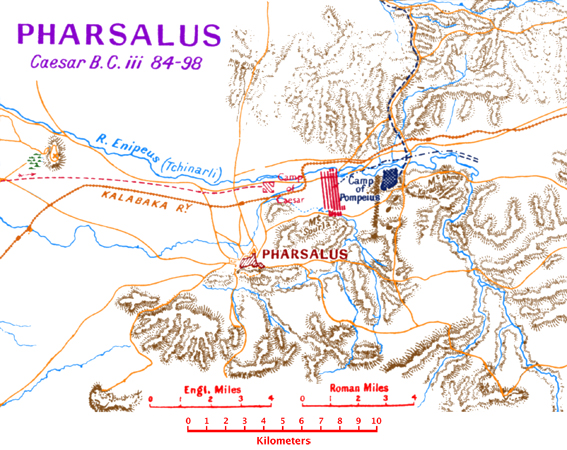 PHARSALUS
Caesar B.C. iii 84-98
R. Enipeus (Tchinarli)
KALABAKA RY.
Camp
of
Caesar
Camp
of
Pompeius
PHARSALUS
Engl. Miles
0 1 2 3 4
Roman Miles
0 1 2 3 4
0 1 2 3 4 5 6 7 8 9 10
Kilometers